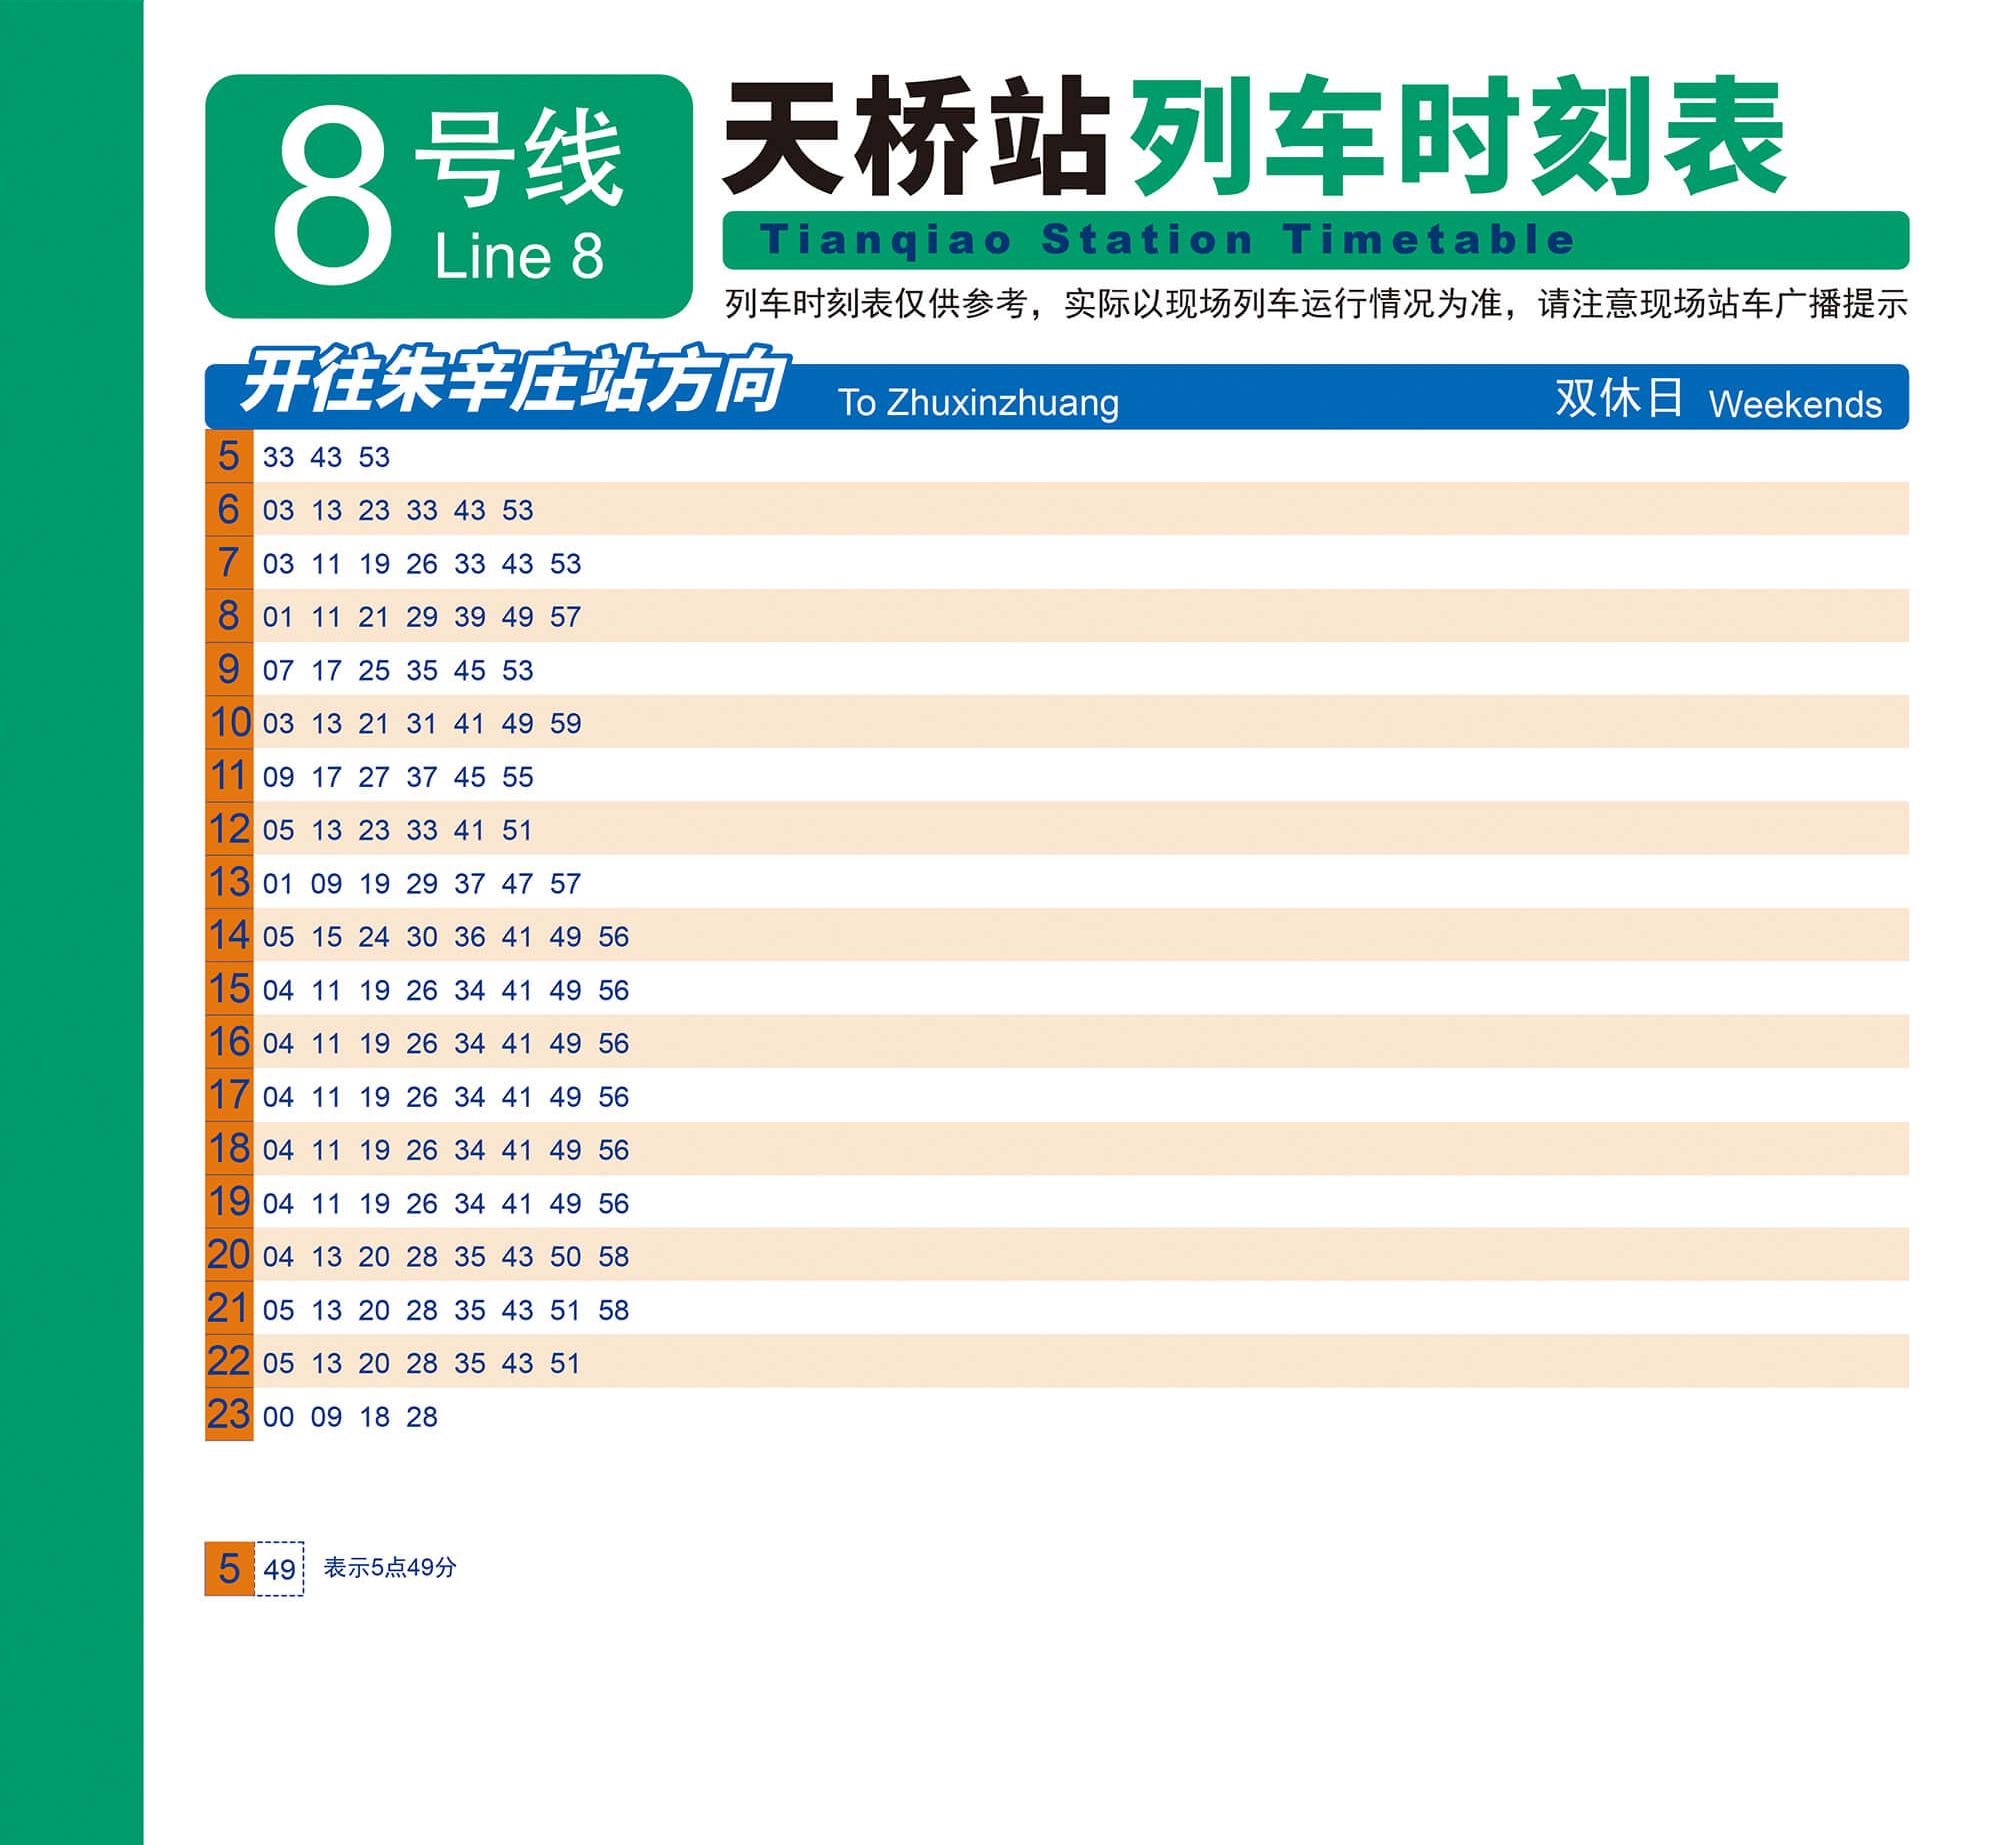 8号线
Line 8
天桥站列车时刻表
Tianqiao Station Timetable
列车时刻表仅供参考，实际以现场列车运行情况为准，请注意现场站车广播提示
开往朱辛庄站方向 To Zhuxinzhuang 双休日 Weekends
5 33 43 53
6 03 13 23 33 43 53
7 03 11 19 26 33 43 53
8 01 11 21 29 39 49 57
9 07 17 25 35 45 53
10 03 13 21 31 41 49 59
11 09 17 27 37 45 55
12 05 13 23 33 41 51
13 01 09 19 29 37 47 57
14 05 15 24 30 36 41 49 56
15 04 11 19 26 34 41 49 56
16 04 11 19 26 34 41 49 56
17 04 11 19 26 34 41 49 56
18 04 11 19 26 34 41 49 56
19 04 11 19 26 34 41 49 56
20 04 13 20 28 35 43 50 58
21 05 13 20 28 35 43 51 58
22 05 13 20 28 35 43 51
23 00 09 18 28
5 49 表示5点49分